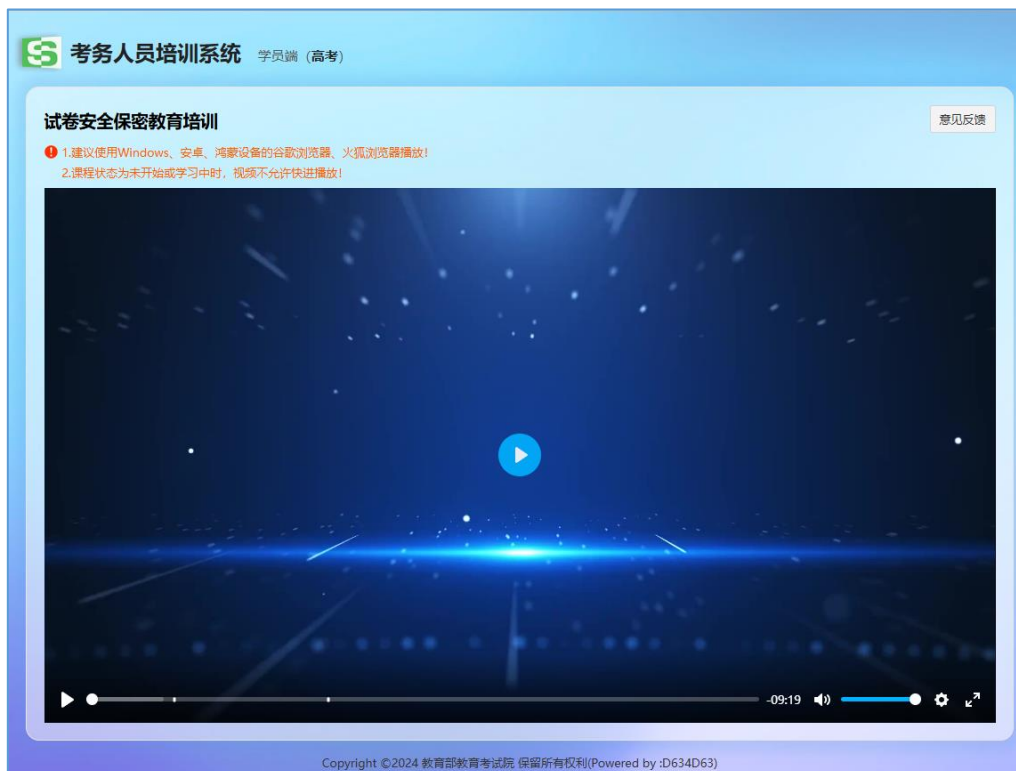 考务人员培训系统 学员端（高考）
试卷安全保密教育培训
意见反馈
1.建议使用Windows、安卓、鸿蒙设备的谷歌浏览器、火狐浏览器播放！
2.课程状态为未开始或学习中时，视频不允许快进播放！
-09:19
Copyright ©2024 教育部教育考试院 保留所有权利(Powered by :D634D63)